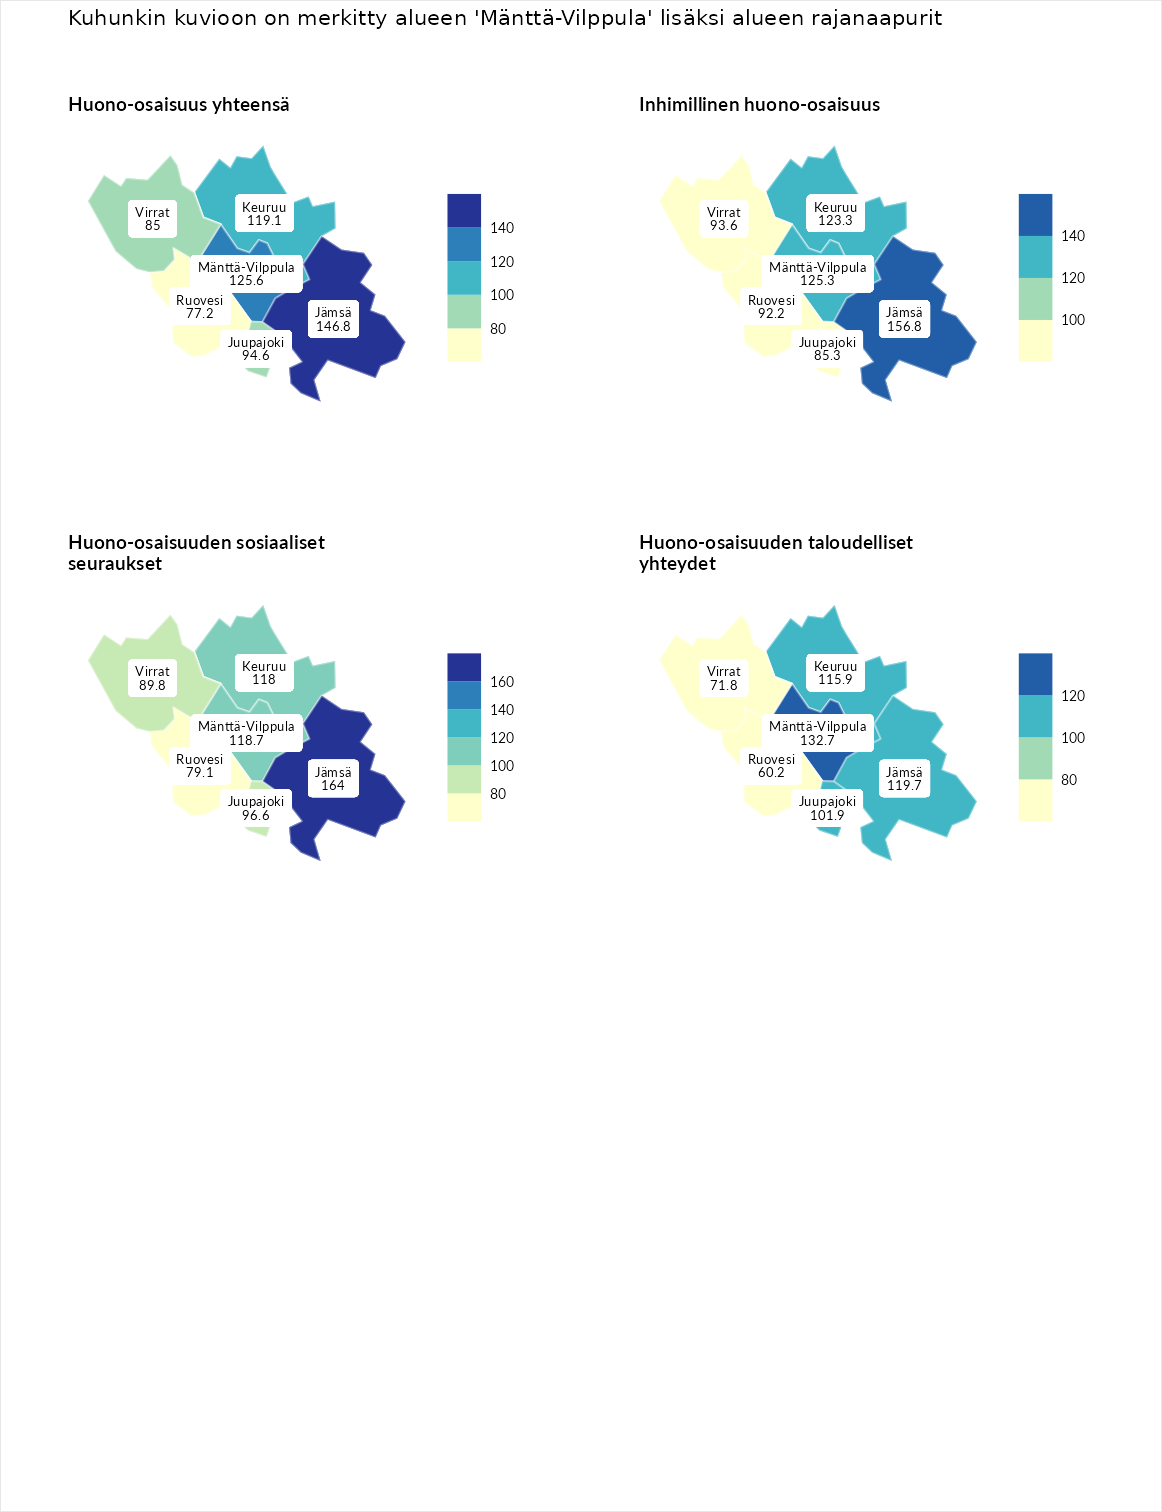 Kuhunkin kuvioon on merkitty alueen 'Mänttä-Vilppula' lisäksi alueen rajanaapurit
Huono-osaisuus yhteensä
Virrat
85
Keuruu
119.1
Mänttä-Vilppula
125.6
Ruovesi
77.2
Jämsä
146.8
Juupajoki
94.6
140
120
100
80
Inhimillinen huono-osaisuus
Virrat
93.6
Keuruu
123.3
Mänttä-Vilppula
125.3
Ruovesi
92.2
Jämsä
156.8
Juupajoki
85.3
140
120
100
Huono-osaisuuden sosiaaliset
seuraukset
Virrat
89.8
Keuruu
118
Mänttä-Vilppula
118.7
Ruovesi
79.1
Jämsä
164
Juupajoki
96.6
160
140
120
100
80
Huono-osaisuuden taloudelliset
yhteydet
Virrat
71.8
Keuruu
115.9
Mänttä-Vilppula
132.7
Ruovesi
60.2
Jämsä
119.7
Juupajoki
101.9
120
100
80